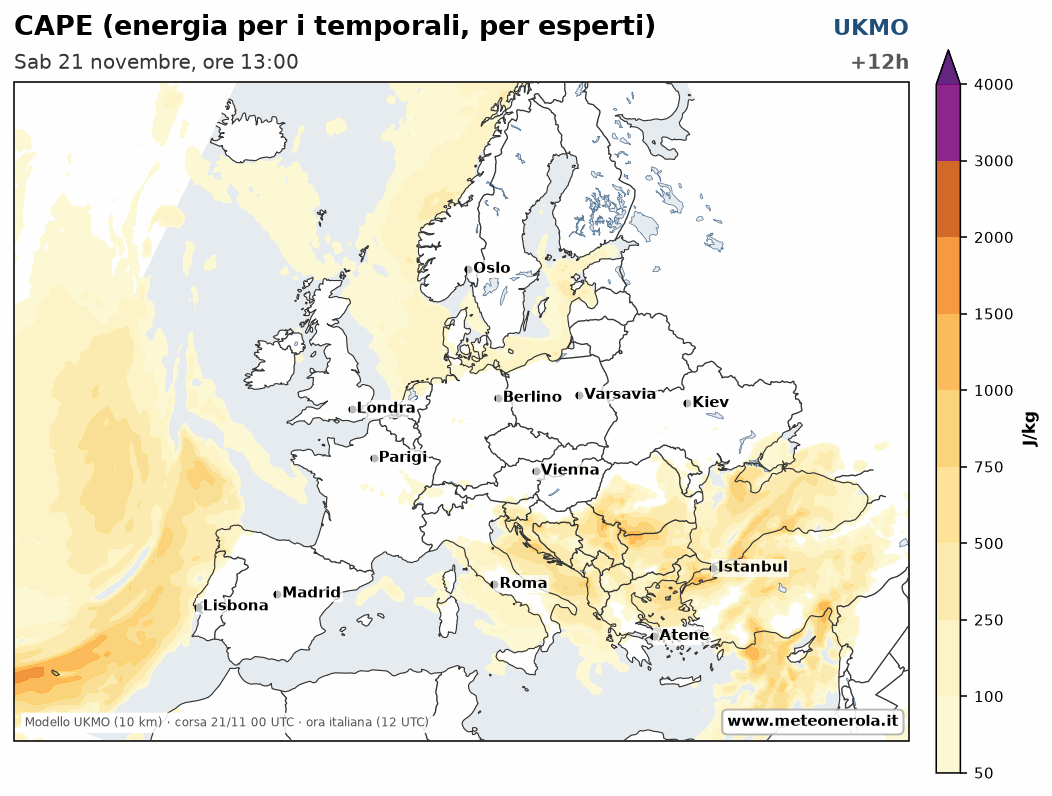 CAPE (energia per i temporali, per esperti)
UKMO
Sab 21 novembre, ore 13:00
+12h
4000
3000
2000
1500
1000
750
500
250
100
50
J/kg
Oslo
Berlino
Varsavia
Kiev
Londra
Parigi
Vienna
Istanbul
Roma
Madrid
Lisbona
Atene
Modello UKMO (10 km) · corsa 21/11 00 UTC · ora italiana (12 UTC)
www.meteonerola.it